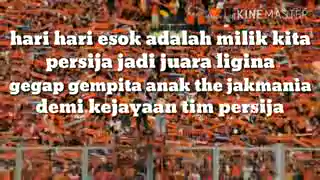 KINEMASTER
hari hari esok adalah milik kita
persija jadi juara ligina
gegap gempita anak the jakmania
demi kejayaan tim persija